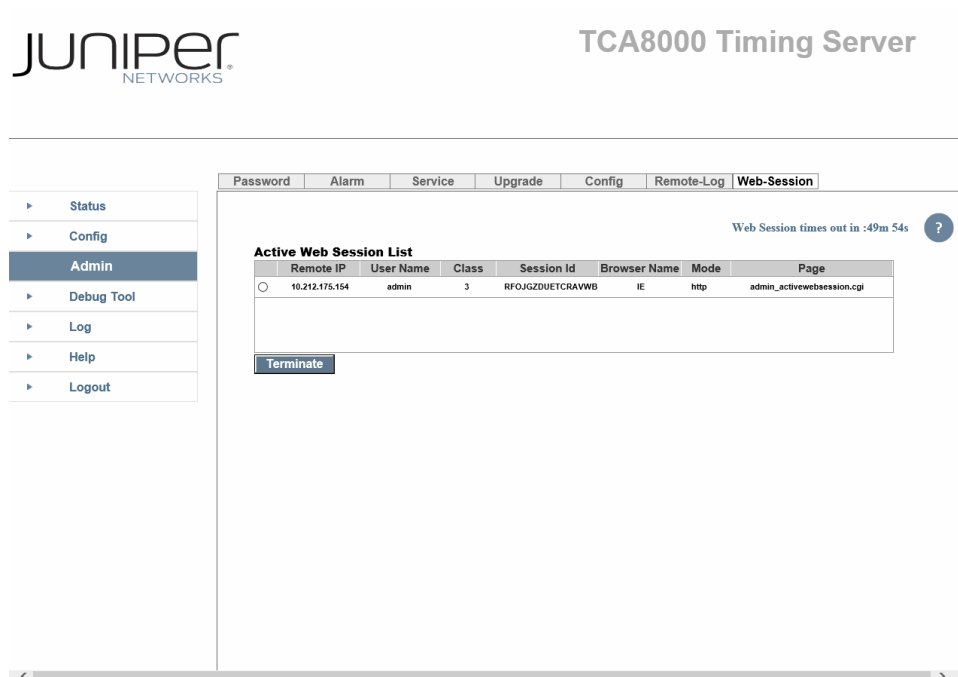 JUNIPER
NETWORKS ®
TCA8000 Timing Server
Password Alarm Service Upgrade Config Remote-Log Web-Session
Status
Config
Admin
Debug Tool
Log
Help
Logout
Web Session times out in :49m 54s
?
Active Web Session List
Remote IP User Name Class Session Id Browser Name Mode Page
10.212.175.154 admin 3 RFOJGZDUETCRAVWB IE http admin_activewebsession.cgi
Terminate